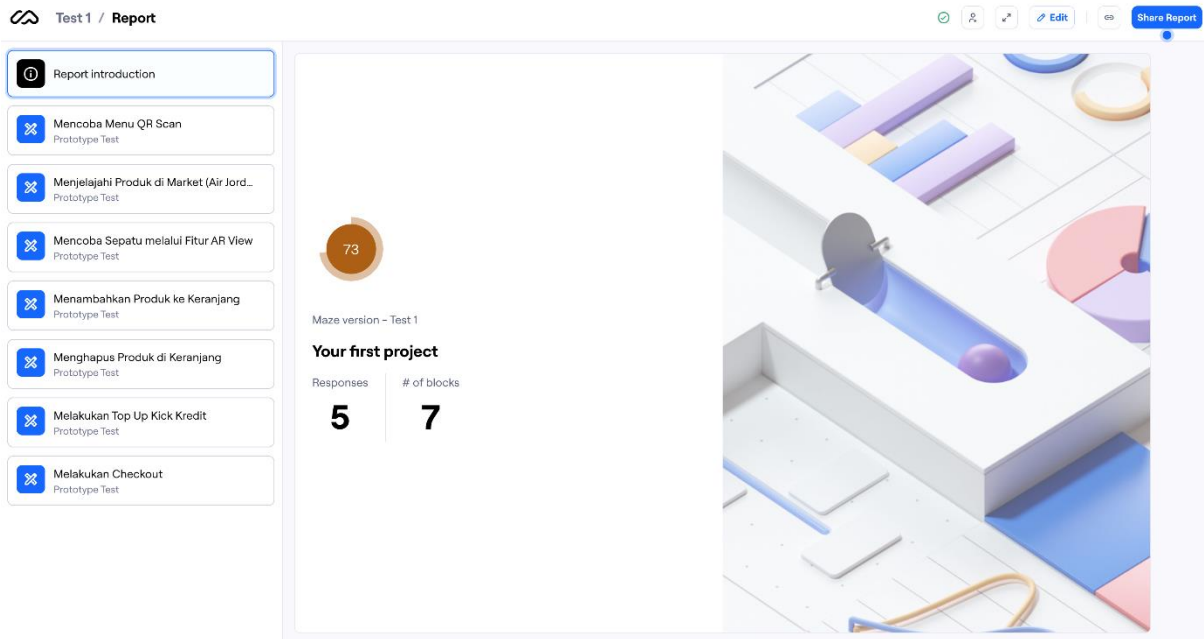 Test 1 / Report
Edit
Share Report
Report introduction
Mencoba Menu QR Scan
Prototype Test
Menjelajahi Produk di Market (Air Jord...
Prototype Test
Mencoba Sepatu melalui Fitur AR View
Prototype Test
Menambahkan Produk ke Keranjang
Prototype Test
Menghapus Produk di Keranjang
Prototype Test
Melakukan Top Up Kick Kredit
Prototype Test
Melakukan Checkout
Prototype Test
73
Maze version – Test 1
Your first project
Responses # of blocks
5 7